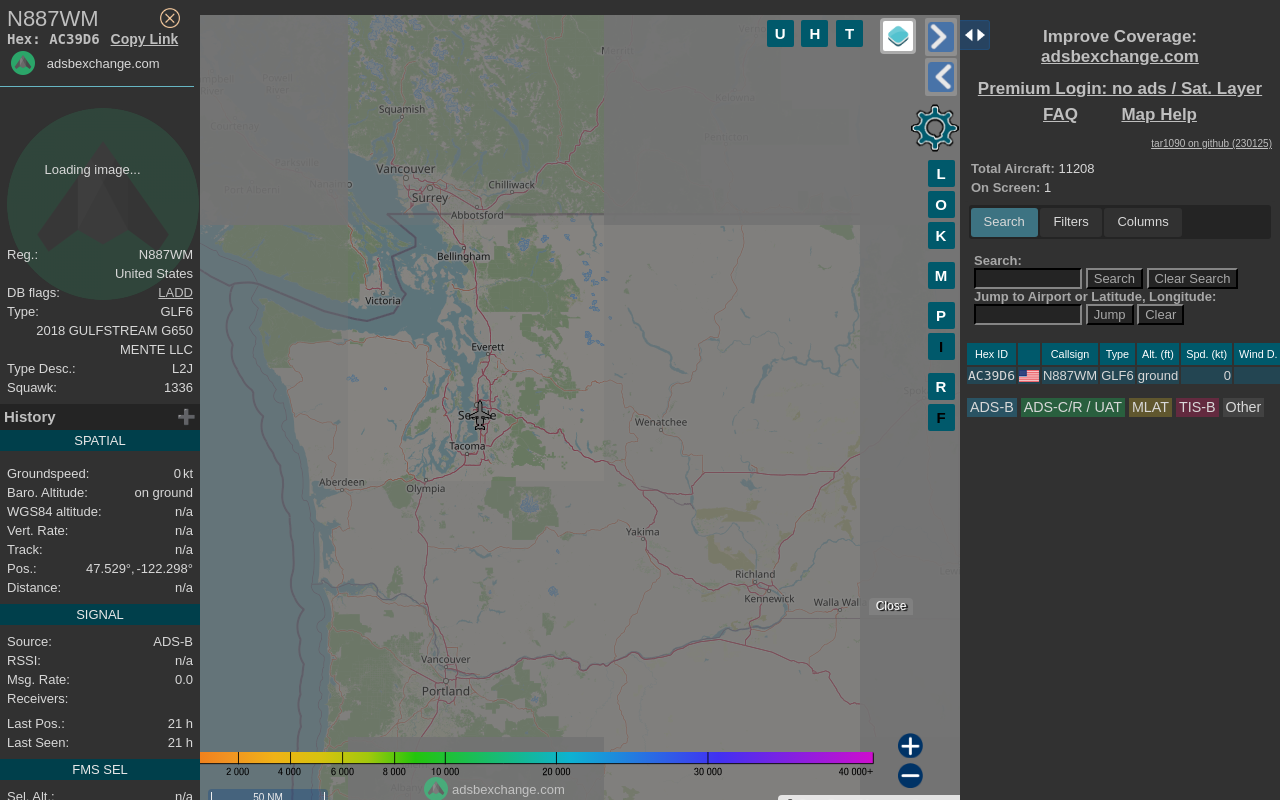 N887WM
Hex: AC39D6 Copy Link
adsbexchange.com
Loading image...
Reg.: N887WM
United States
DB flags: LADD
Type: GLF6
2018 GULFSTREAM G650
MENTE LLC
Type Desc.: L2J
Squawk: 1336
History
SPATIAL
Groundspeed: 0 kt
Baro. Altitude: on ground
WGS84 altitude: n/a
Vert. Rate: n/a
Track: n/a
Pos.: 47.529°, -122.298°
Distance: n/a
SIGNAL
Source: ADS-B
RSSI: n/a
Msg. Rate: 0.0
Receivers:
Last Pos.: 21 h
Last Seen: 21 h
FMS SEL
Sel. Alt.: n/a
U H T
L
O
K
M
P
I
R
F
Squamish
Vancouver
Surrey
Chilliwack
Abbotsford
Bellingham
Victoria
Everett
Tacoma
Wenatchee
Aberdeen
Olympia
Yakima
Richland
Kennewick
Walla Wal
Vancouver
Portland
Close
2 000 4 000 6 000 8 000 10 000 20 000 30 000 40 000+
adsbexchange.com
50 NM
Improve Coverage:
adsbexchange.com
Premium Login: no ads / Sat. Layer
FAQ Map Help
tar1090 on github (230125)
Total Aircraft: 11208
On Screen: 1
Search Filters Columns
Search:
Search Clear Search
Jump to Airport or Latitude, Longitude:
Jump Clear
Hex ID Callsign Type Alt. (ft) Spd. (kt) Wind D.
AC39D6 N887WM GLF6 ground 0
ADS-B ADS-C/R / UAT MLAT TIS-B Other